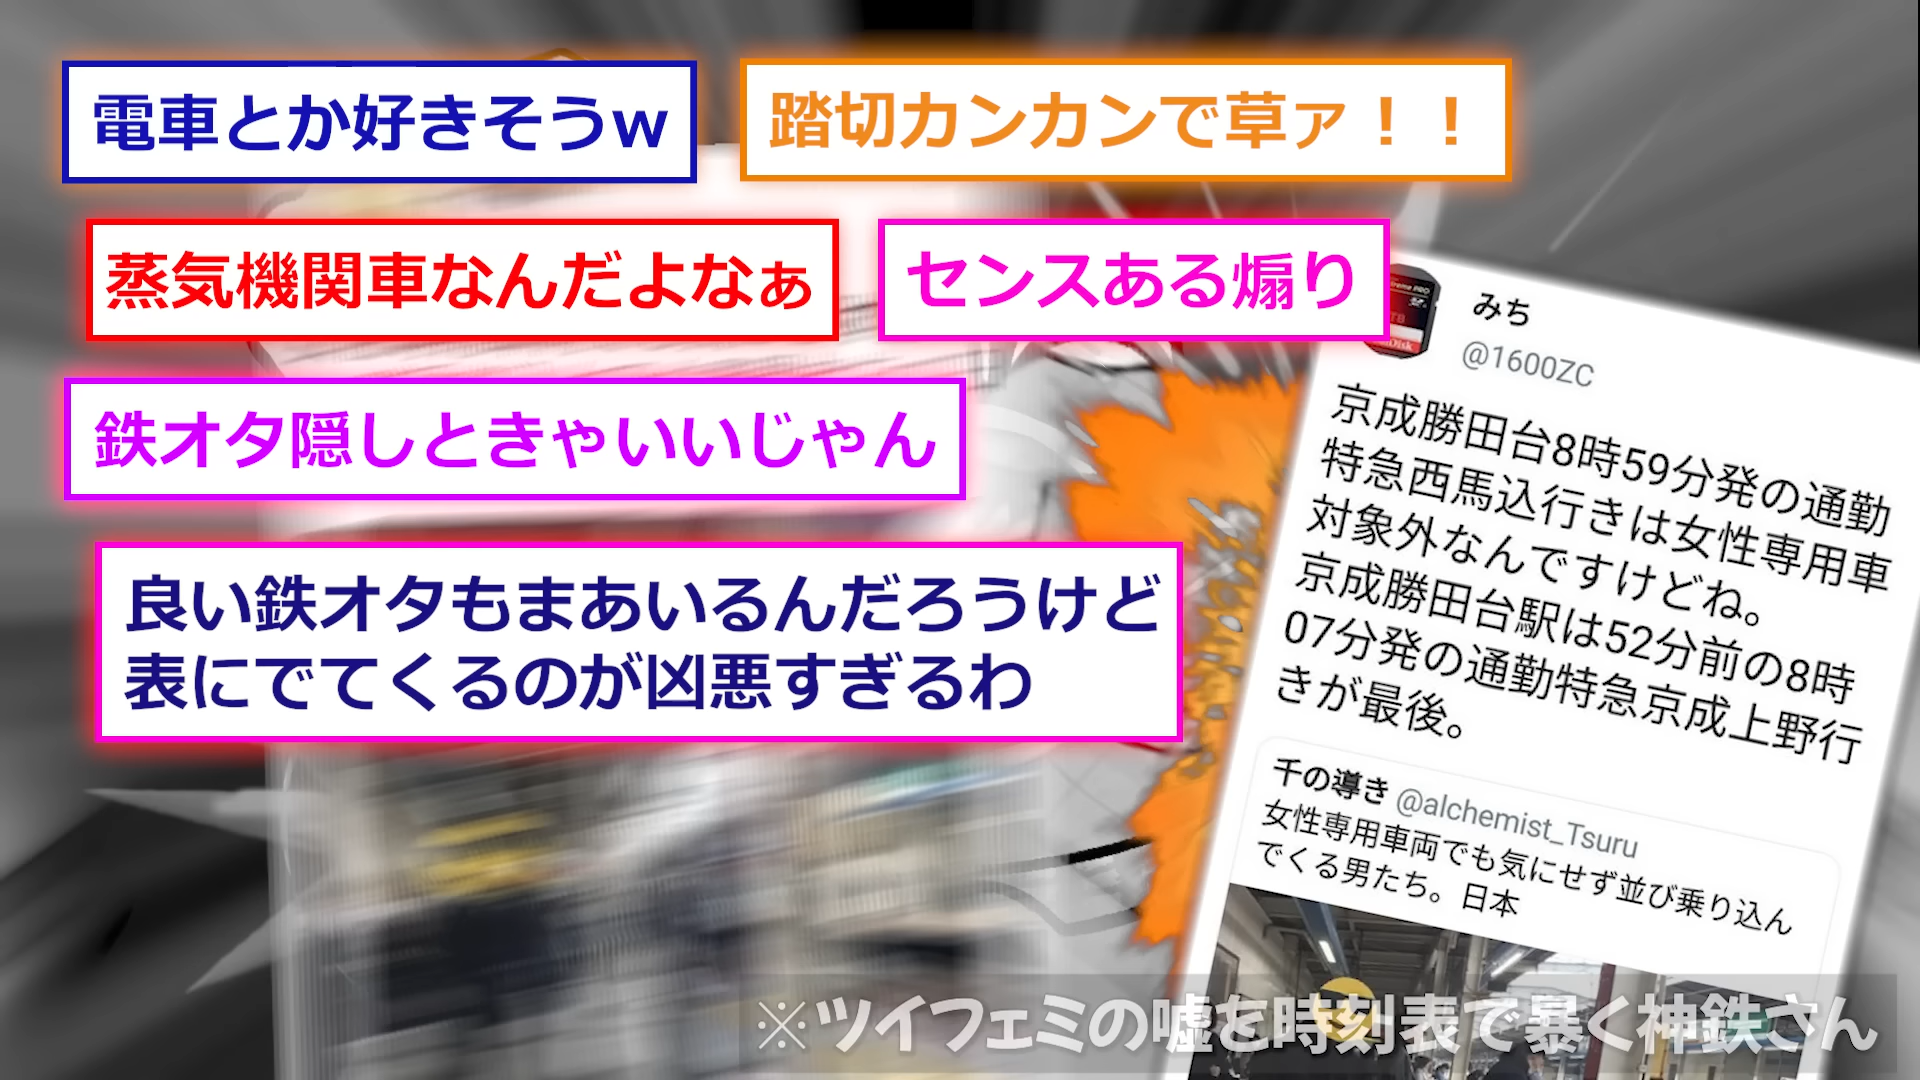 電車とか好きそうw
踏切カンカンで草ァ！！
蒸気機関車なんだよなぁ
センスある煽り
鉄オタ隠しときゃいいじゃん
良い鉄オタもまあいるんだろうけど
表にでてくるのが凶悪すぎるわ
みち
@1600ZC
京成勝田台8時59分発の通勤
特急西馬込行きは女性専用車
対象外なんですけどね。
京成勝田台駅は52分前の8時
07分発の通勤特急京成上野行
きが最後。
千の導き @alchemist_Tsuru
女性専用車両でも気にせず並び乗り込ん
でくる男たち。日本
※ツイフェミの嘘を時刻表で暴く神鉄さん